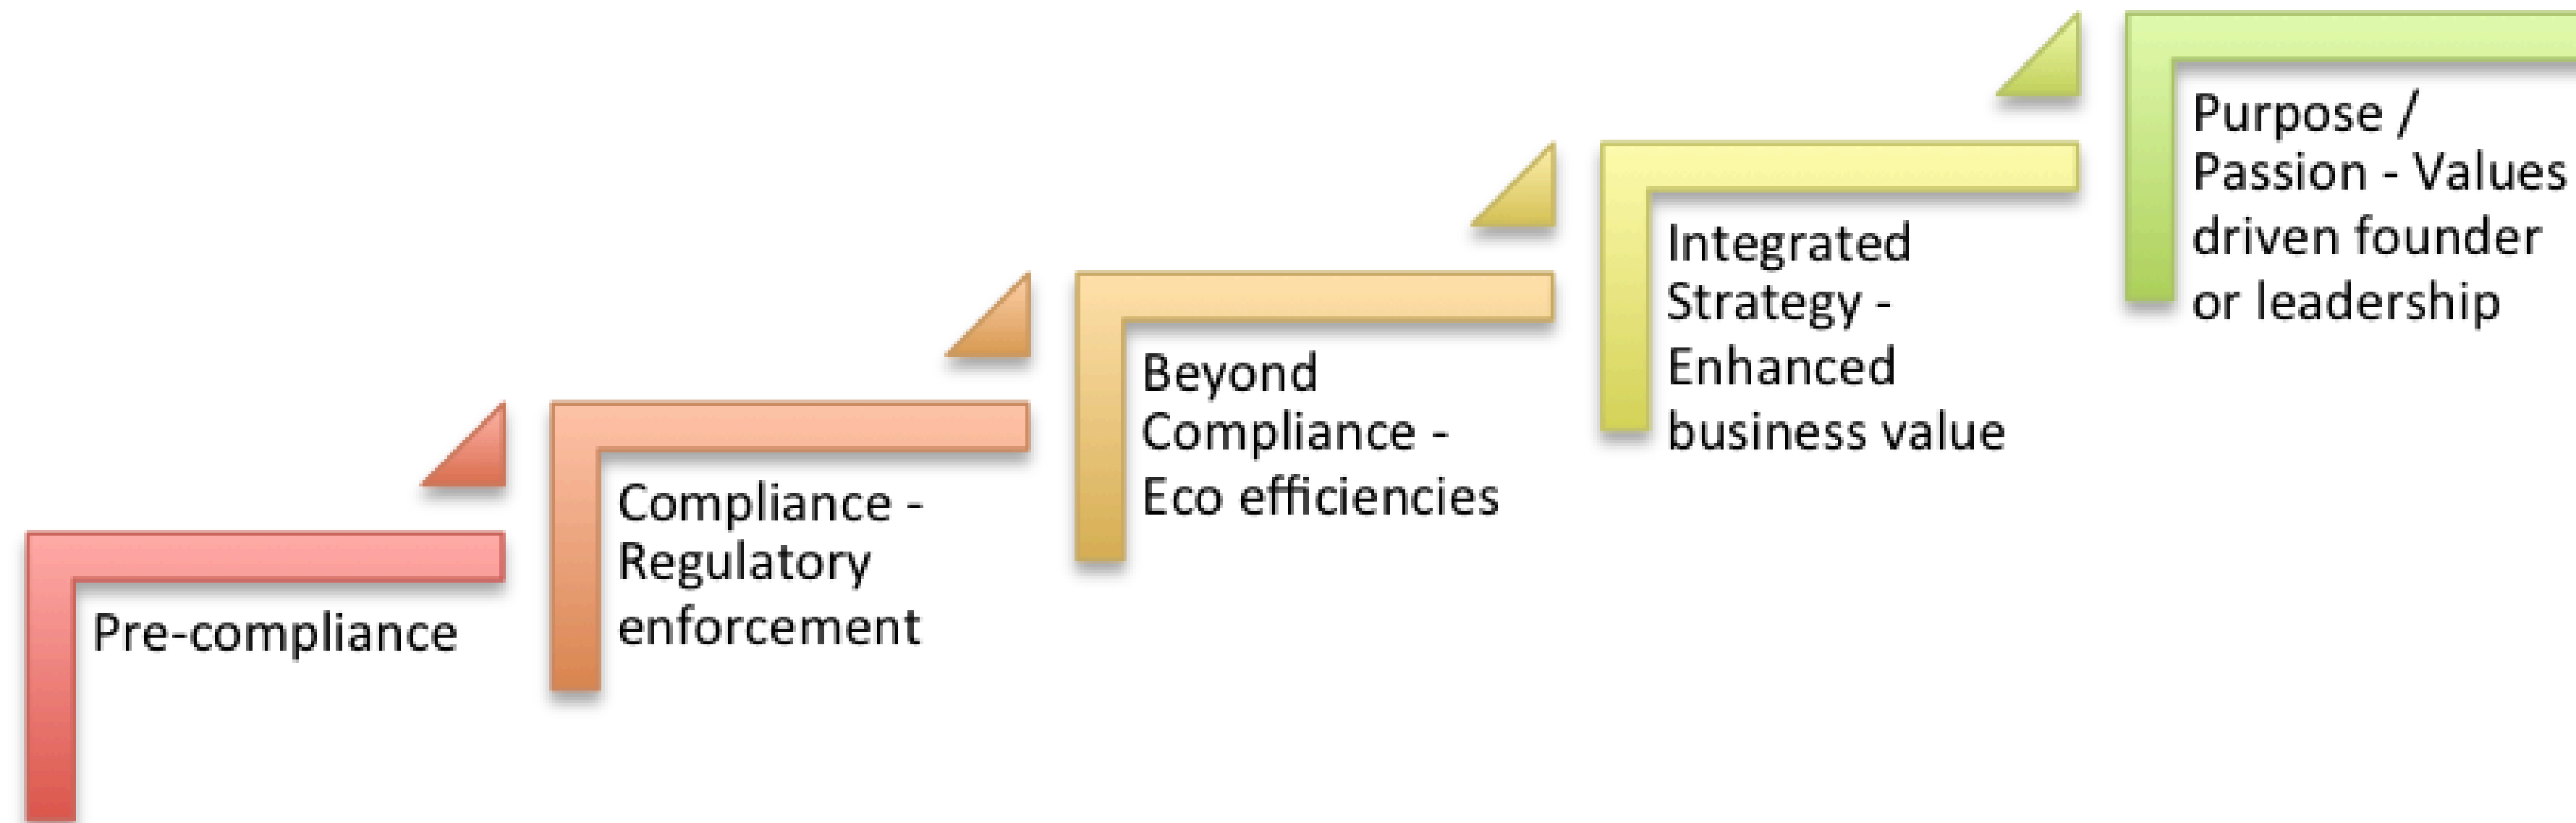 Pre-compliance
Compliance -
Regulatory
enforcement
Beyond
Compliance -
Eco efficiencies
Integrated
Strategy -
Enhanced
business value
Purpose /
Passion - Values
driven founder
or leadership